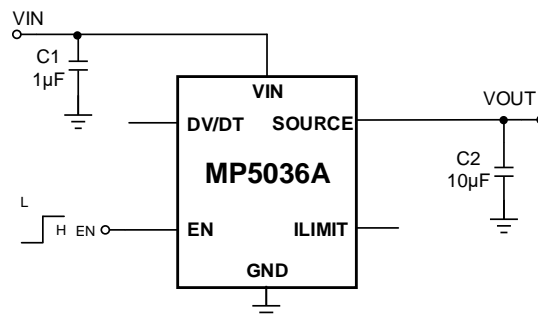 VIN
C1
1µF
VIN
DV/DT
SOURCE
VOUT
MP5036A
C2
10µF
L
H
EN
EN
ILIMIT
GND